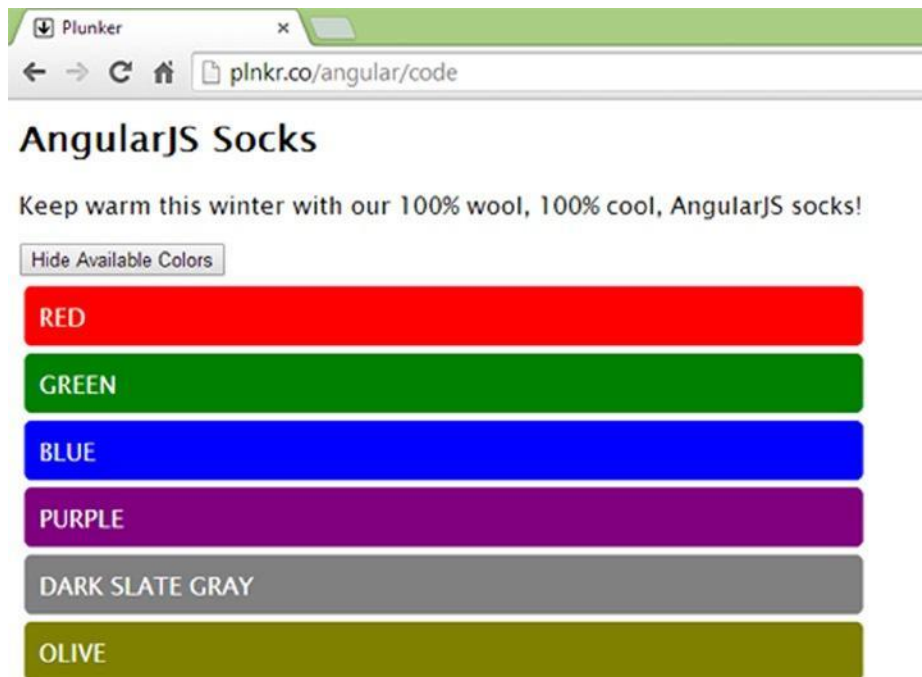 Plunker
plnkr.co/angular/code
AngularJS Socks
Keep warm this winter with our 100% wool, 100% cool, AngularJS socks!
Hide Available Colors
RED
GREEN
BLUE
PURPLE
DARK SLATE GRAY
OLIVE